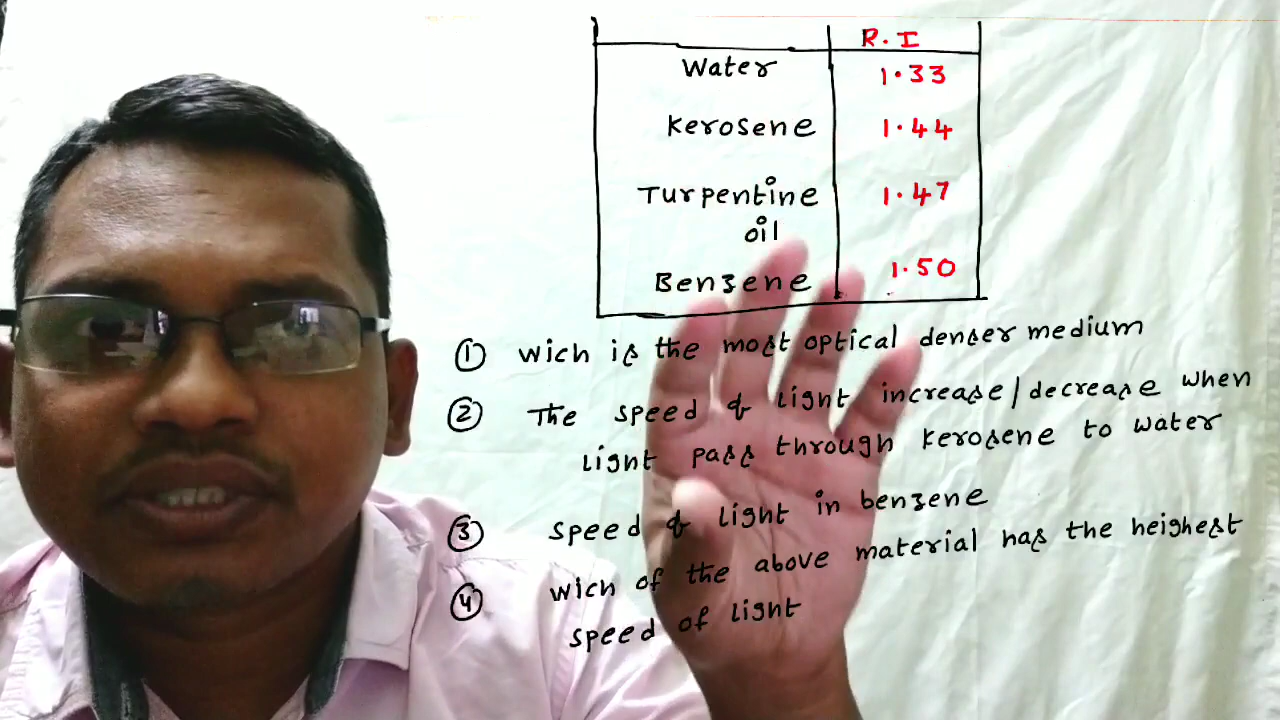 R.I
Water 1.33
Kerosene 1.44
Turpentine 1.47
oil
Benzene 1.50
① wich is the most optical denser medium
② The speed of light increase/decrease when
light pass through kerosene to water
③ speed of light in benzene
④ wich of the above material has the heighest
speed of light